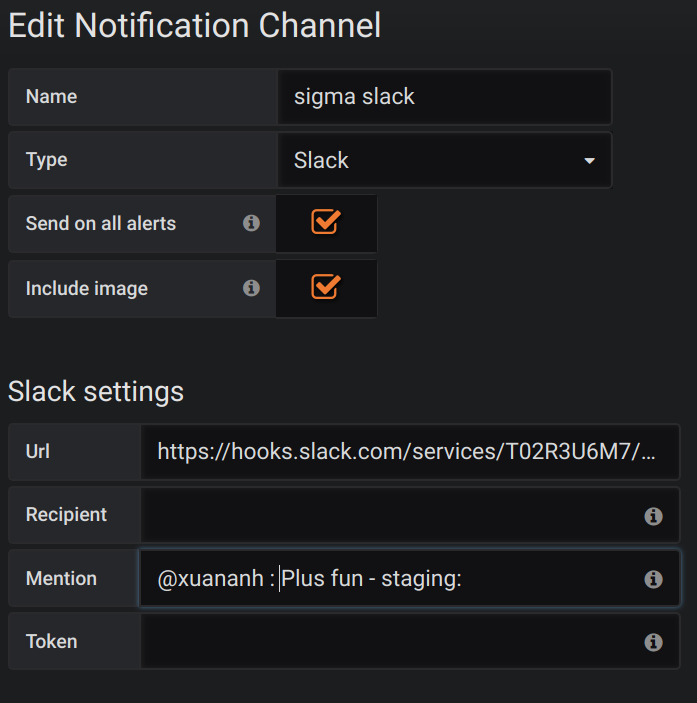 Edit Notification Channel
Name sigma slack
Type Slack
Send on all alerts
Include image
Slack settings
Url https://hooks.slack.com/services/T02R3U6M7/...
Recipient
Mention @xuananh : Plus fun - staging:
Token